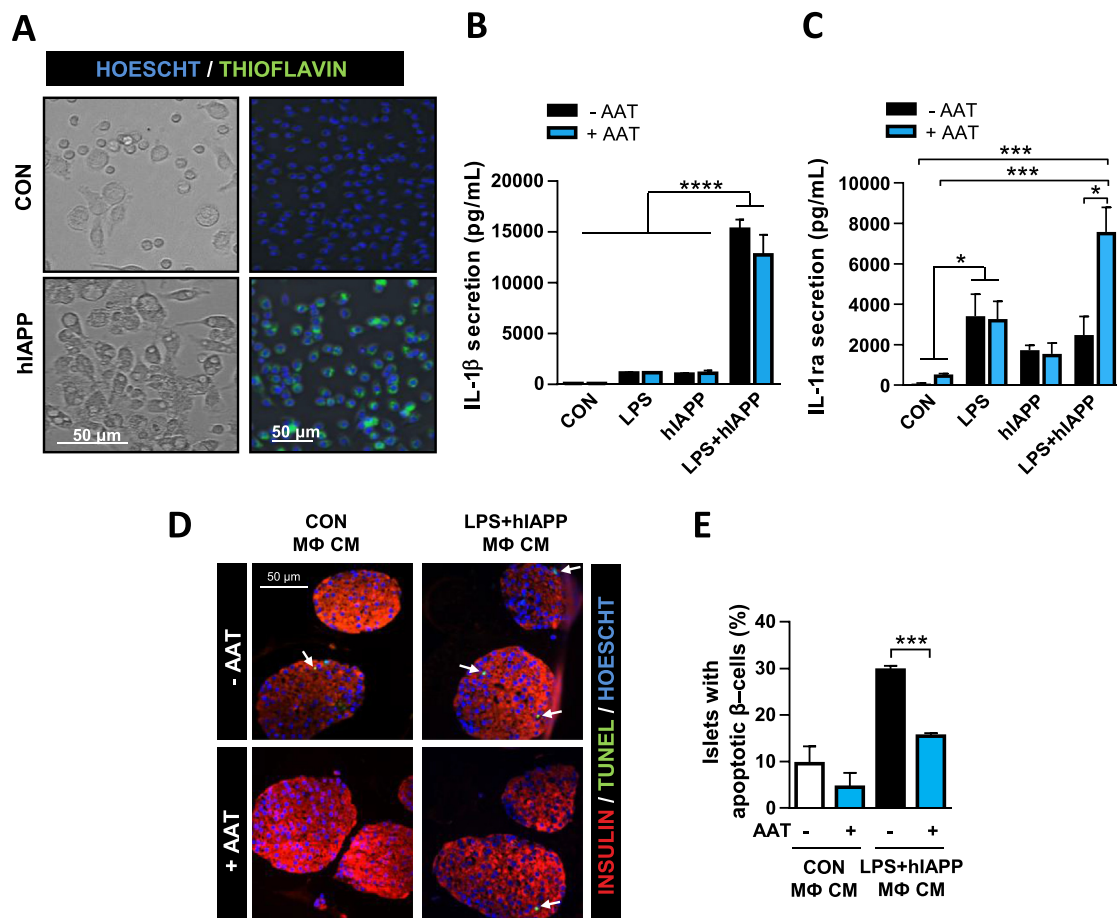 A
HOESCHT / THIOFLAVIN
CON
hIAPP
50 µm
50 µm
B
- AAT
+ AAT
IL-1β secretion (pg/mL)
20000
15000
10000
5000
0
****
CON
LPS
hIAPP
LPS+hIAPP
C
- AAT
+ AAT
IL-1ra secretion (pg/mL)
10000
8000
6000
4000
2000
0
***
***
*
*
CON
LPS
hIAPP
LPS+hIAPP
D
CON
MΦ CM
LPS+hIAPP
MΦ CM
- AAT
+ AAT
50 µm
INSULIN / TUNEL / HOESCHT
E
Islets with
apoptotic β–cells (%)
40
30
20
10
0
***
AAT - + - +
CON
MΦ CM
LPS+hIAPP
MΦ CM